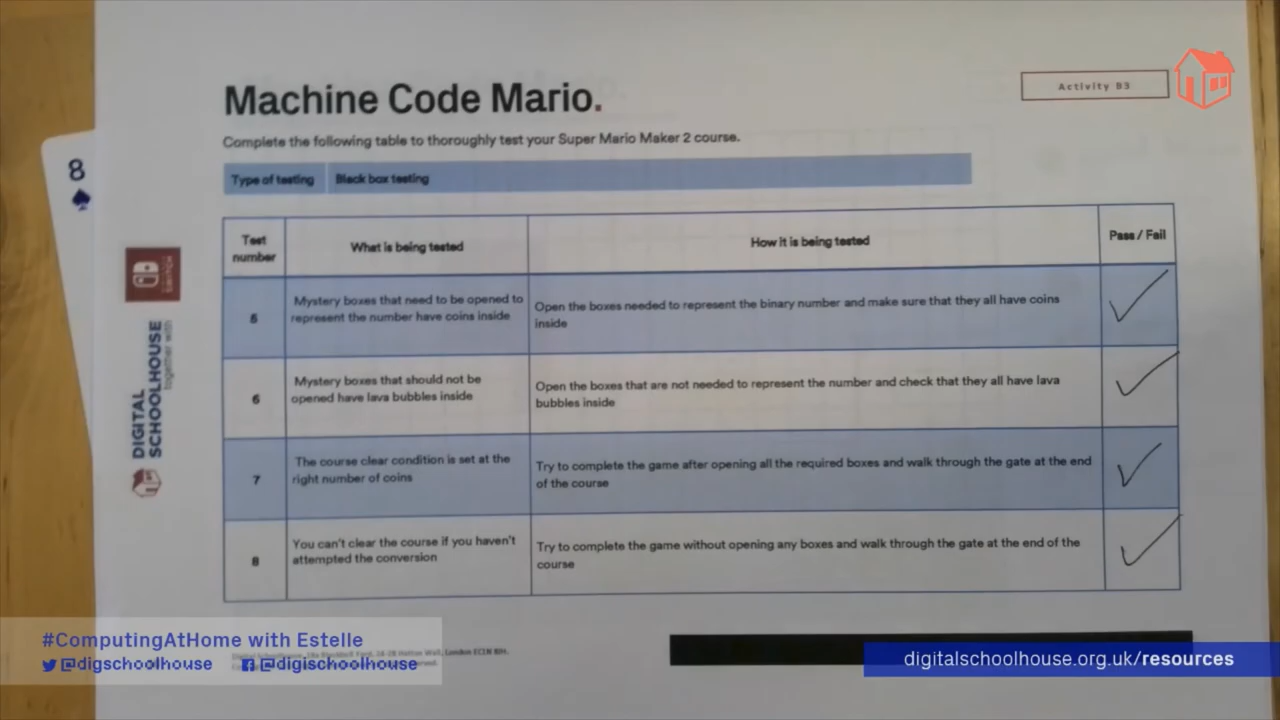 Machine Code Mario.
Activity B3
Complete the following table to thoroughly test your Super Mario Maker 2 course.
8
Type of testing
Black box testing
Test
number
What is being tested
How it is being tested
Pass / Fail
5
Mystery boxes that need to be opened to
represent the number have coins inside
Open the boxes needed to represent the binary number and make sure that they all have coins
inside
6
Mystery boxes that should not be
opened have lava bubbles inside
Open the boxes that are not needed to represent the number and check that they all have lava
bubbles inside
7
The course clear condition is set at the
right number of coins
Try to complete the game after opening all the required boxes and walk through the gate at the end
of the course
8
You can't clear the course if you haven't
attempted the conversion
Try to complete the game without opening any boxes and walk through the gate at the end of the
course
SWITCH
DIGITAL
SCHOOLHOUSE
together with
#ComputingAtHome with Estelle
@digschoolhouse
@digischoolhouse
London
digitalschoolhouse.org.uk/resources